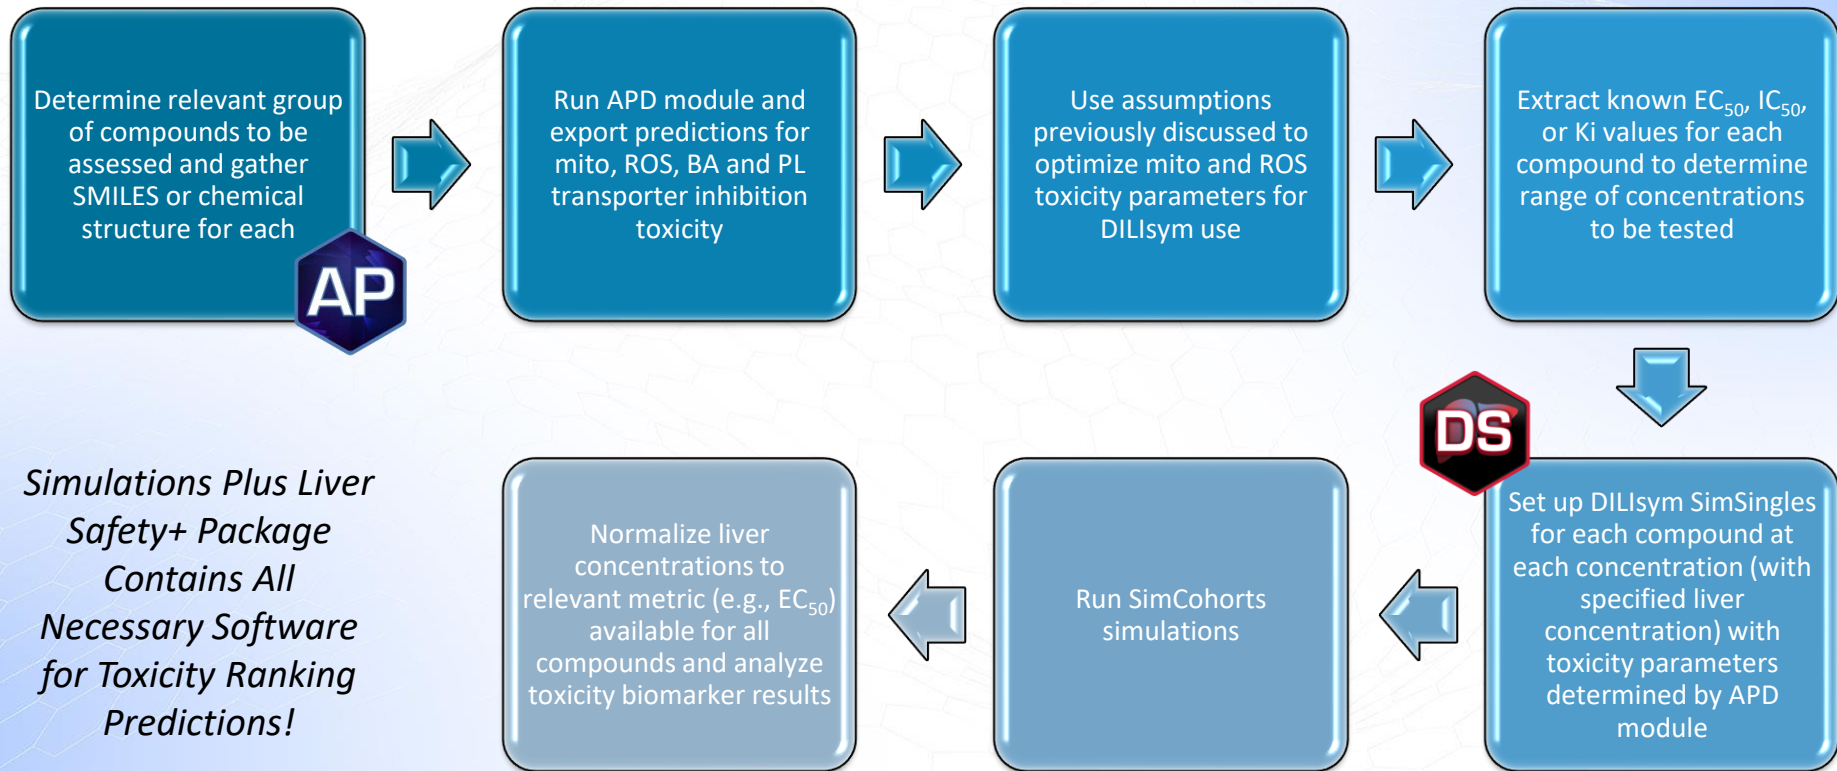 Determine relevant group
of compounds to be
assessed and gather
SMILES or chemical
structure for each
AP
Run APD module and
export predictions for
mito, ROS, BA and PL
transporter inhibition
toxicity
Use assumptions
previously discussed to
optimize mito and ROS
toxicity parameters for
DILIsym use
Extract known EC50, IC50,
or Ki values for each
compound to determine
range of concentrations
to be tested
DS
Set up DILIsym SimSingles
for each compound at
each concentration (with
specified liver
concentration) with
toxicity parameters
determined by APD
module
Run SimCohorts
simulations
Normalize liver
concentrations to
relevant metric (e.g., EC50)
available for all
compounds and analyze
toxicity biomarker results
Simulations Plus Liver
Safety+ Package
Contains All
Necessary Software
for Toxicity Ranking
Predictions!